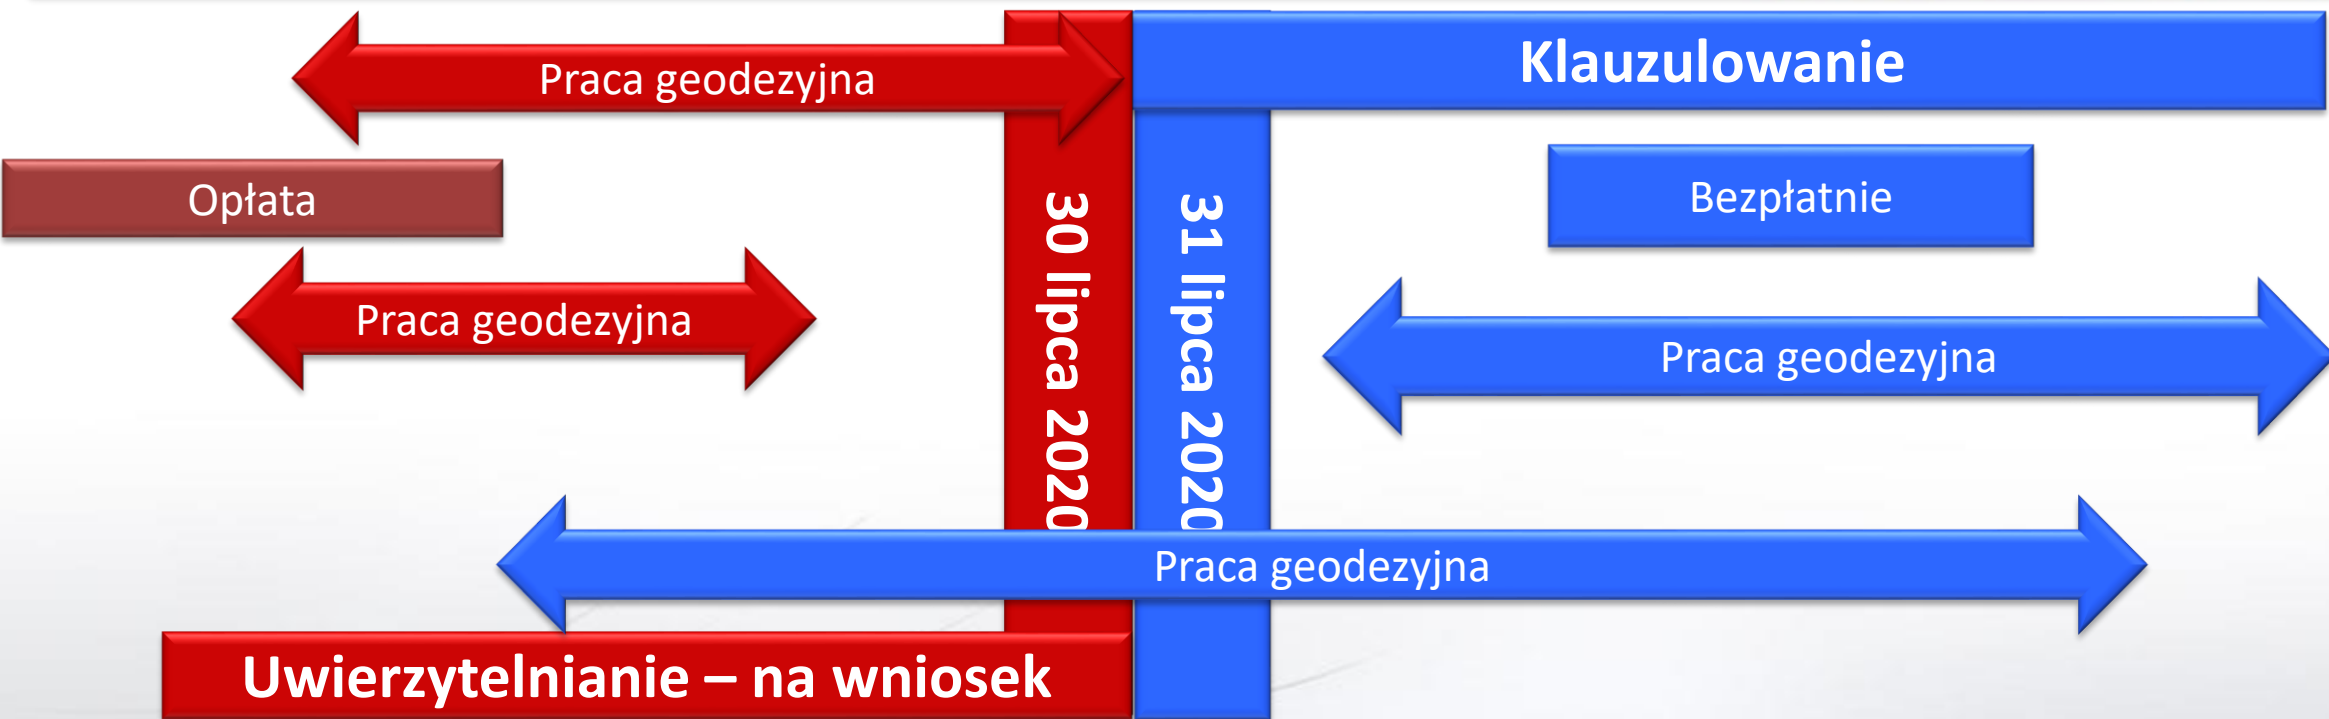 Praca geodezyjna
Klauzulowanie
Opłata
Bezpłatnie
30 lipca 2020
31 lipca 2020
Praca geodezyjna
Praca geodezyjna
Praca geodezyjna
Uwierzytelnianie – na wniosek